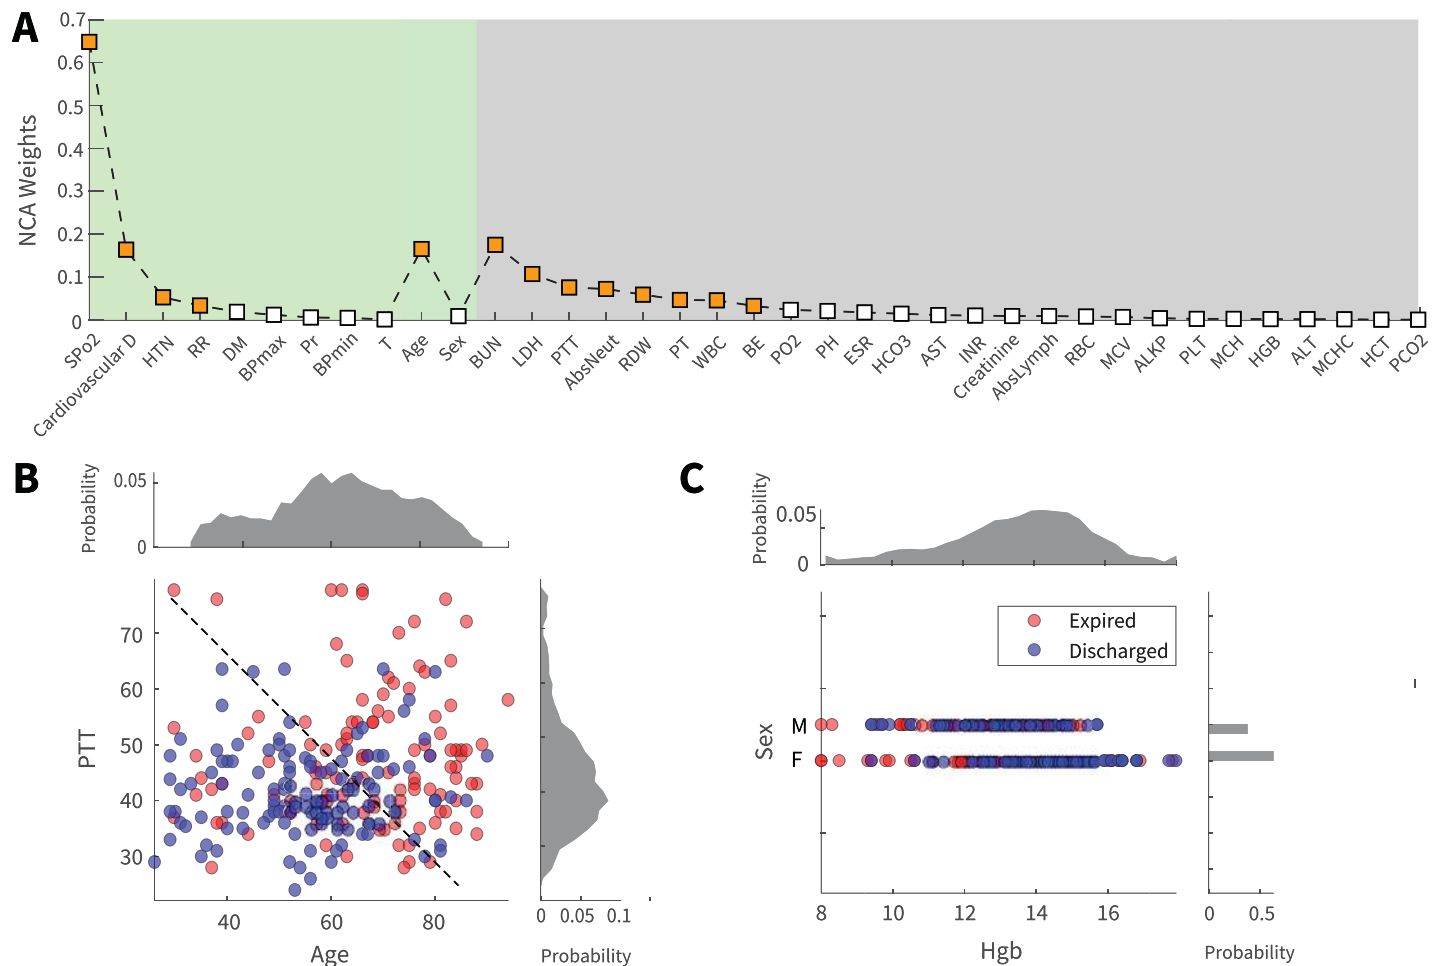 A
NCA Weights
0.7
0.6
0.5
0.4
0.3
0.2
0.1
0
SPo2
Cardiovascular D
HTN
RR
DM
BPmax
Pr
BPmin
T
Age
Sex
BUN
LDH
PTT
AbsNeut
RDW
PT
WBC
BE
PO2
PH
ESR
HCO3
AST
INR
Creatinine
AbsLymph
RBC
MCV
ALKP
PLT
MCH
HGB
ALT
MCHC
HCT
PCO2
B
Probability
0.05
0
PTT
70
60
50
40
30
40 60 80
Age
0 0.05 0.1
Probability
C
Probability
0.05
0
Expired
Discharged
Sex
M
F
8 10 12 14 16
Hgb
0 0.5
Probability